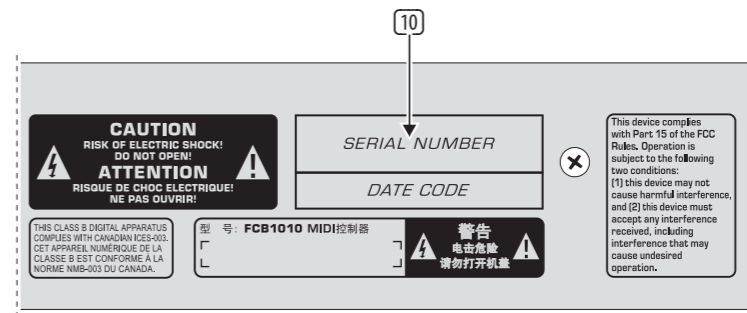 10
CAUTION
RISK OF ELECTRIC SHOCK!
DO NOT OPEN!
ATTENTION
RISQUE DE CHOC ELECTRIQUE!
NE PAS OUVRIR!
SERIAL NUMBER
DATE CODE
This device complies
with Part 15 of the FCC
Rules. Operation is
subject to the following
two conditions:
(1) this device may not
cause harmful interference,
and (2) this device must
accept any interference
received, including
interference that may
cause undesired
operation.
THIS CLASS B DIGITAL APPARATUS
COMPLIES WITH CANADIAN ICES-003.
CET APPAREIL NUMÉRIQUE DE LA
CLASSE B EST CONFORME À LA
NORME NMB-003 DU CANADA.
型 号: FCB1010 MIDI控制器
警告
电击危险
请勿打开机盖